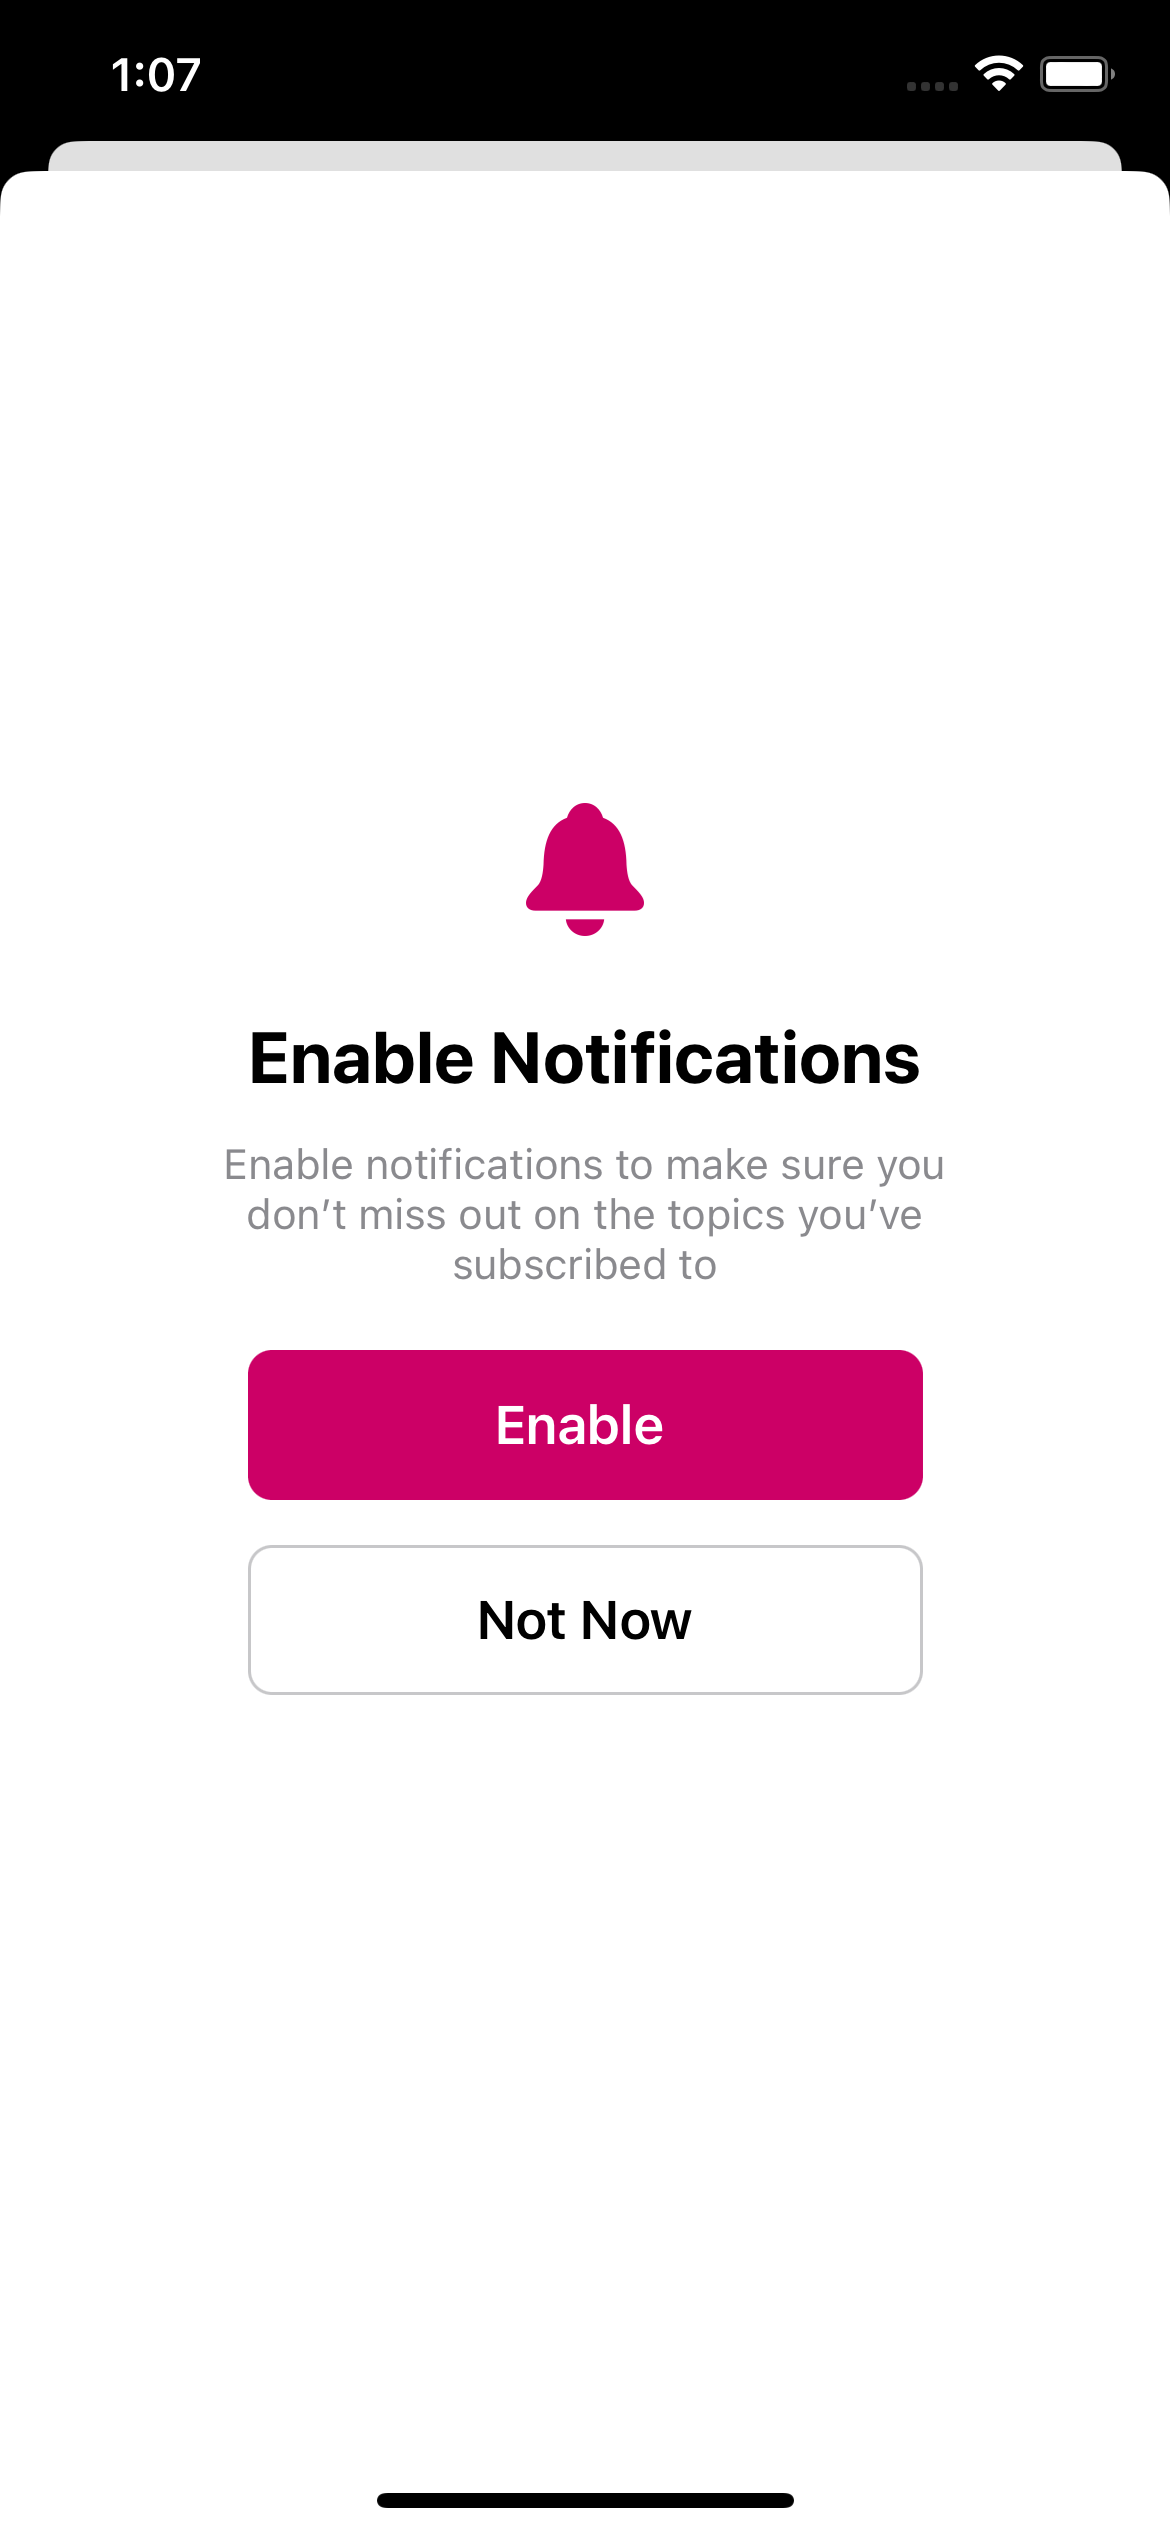 1:07
Enable Notifications
Enable notifications to make sure you
don’t miss out on the topics you’ve
subscribed to
Enable
Not Now